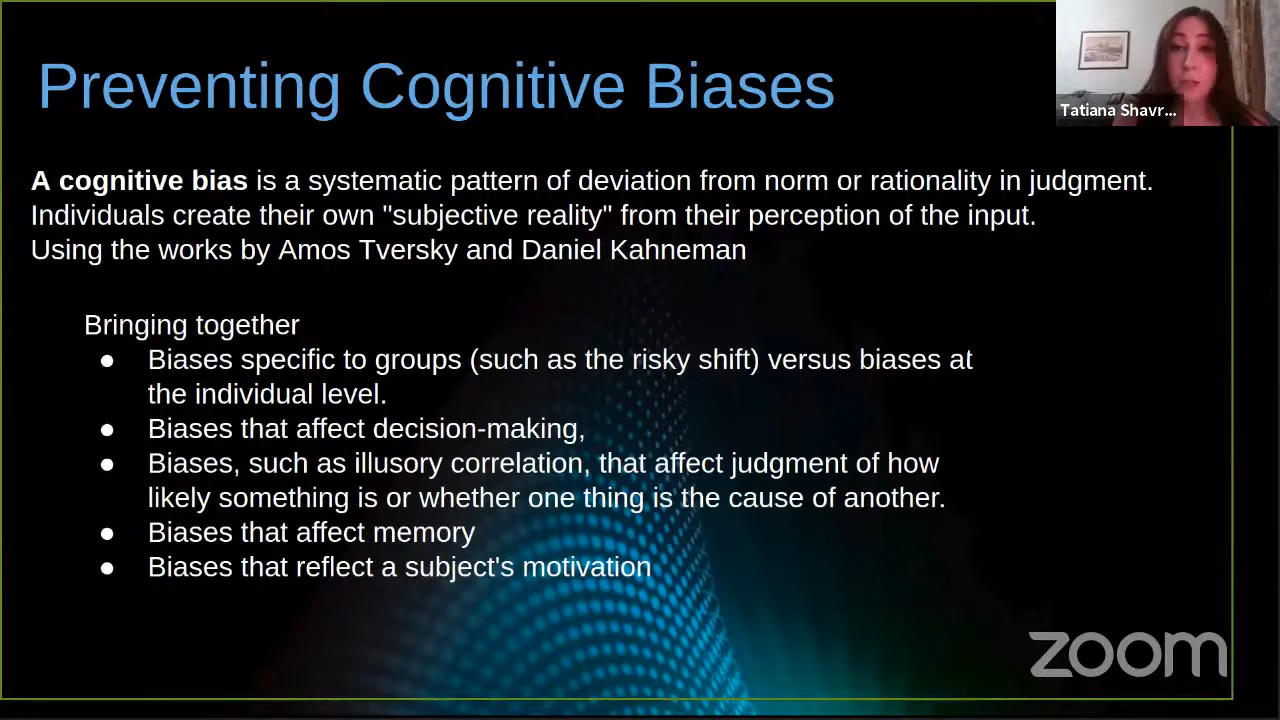 Preventing Cognitive Biases
Tatiana Shavr...
A cognitive bias is a systematic pattern of deviation from norm or rationality in judgment.
Individuals create their own "subjective reality" from their perception of the input.
Using the works by Amos Tversky and Daniel Kahneman
Bringing together
● Biases specific to groups (such as the risky shift) versus biases at
the individual level.
● Biases that affect decision-making,
● Biases, such as illusory correlation, that affect judgment of how
likely something is or whether one thing is the cause of another.
● Biases that affect memory
● Biases that reflect a subject's motivation
zoom